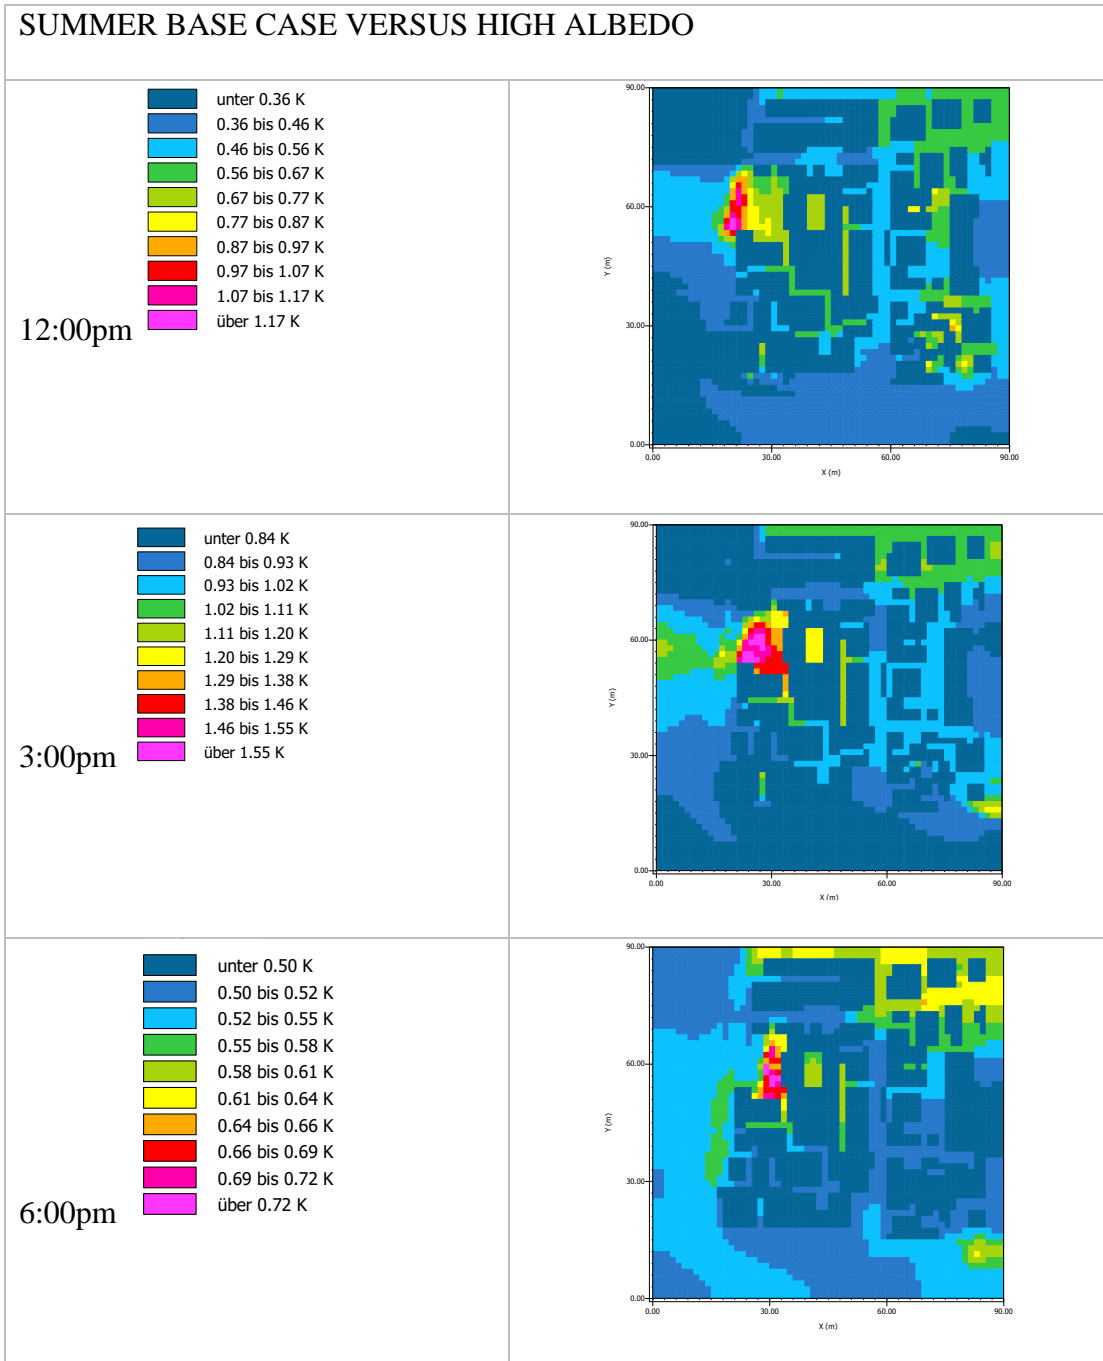 SUMMER BASE CASE VERSUS HIGH ALBEDO
unter 0.36 K
0.36 bis 0.46 K
0.46 bis 0.56 K
0.56 bis 0.67 K
0.67 bis 0.77 K
0.77 bis 0.87 K
0.87 bis 0.97 K
0.97 bis 1.07 K
1.07 bis 1.17 K
über 1.17 K
12:00pm
90.00
60.00
30.00
0.00
Y (m)
0.00 30.00 60.00 90.00
X (m)
unter 0.84 K
0.84 bis 0.93 K
0.93 bis 1.02 K
1.02 bis 1.11 K
1.11 bis 1.20 K
1.20 bis 1.29 K
1.29 bis 1.38 K
1.38 bis 1.46 K
1.46 bis 1.55 K
über 1.55 K
3:00pm
90.00
60.00
30.00
0.00
Y (m)
0.00 30.00 60.00 90.00
X (m)
unter 0.50 K
0.50 bis 0.52 K
0.52 bis 0.55 K
0.55 bis 0.58 K
0.58 bis 0.61 K
0.61 bis 0.64 K
0.64 bis 0.66 K
0.66 bis 0.69 K
0.69 bis 0.72 K
über 0.72 K
6:00pm
90.00
60.00
30.00
0.00
Y (m)
0.00 30.00 60.00 90.00
X (m)